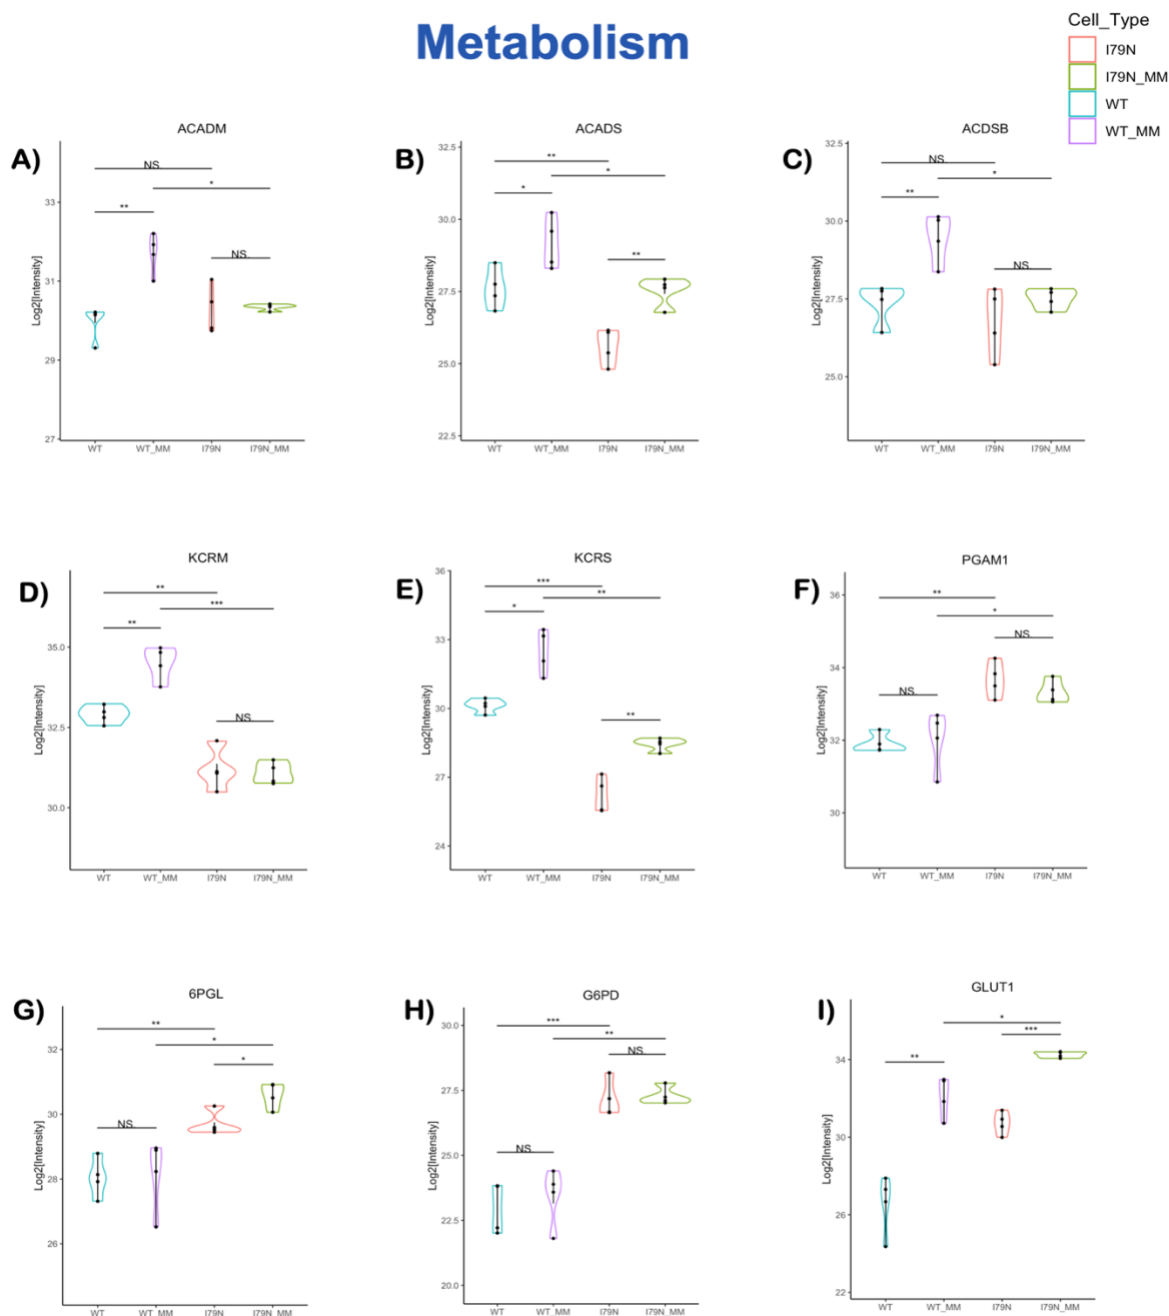 Metabolism
Cell_Type
I79N
I79N_MM
WT
WT_MM
A)
ACADM
Log2[Intensity]
33
31
29
27
NS.
*
**
NS.
WT WT_MM I79N I79N_MM
B)
ACADS
Log2[Intensity]
32.5
30.0
27.5
25.0
22.5
**
*
*
**
WT WT_MM I79N I79N_MM
C)
ACDSB
Log2[Intensity]
32.5
30.0
27.5
25.0
NS.
*
**
NS.
WT WT_MM I79N I79N_MM
D)
KCRM
Log2[Intensity]
35.0
32.5
30.0
**
***
**
NS.
WT WT_MM I79N I79N_MM
E)
KCRS
Log2[Intensity]
36
33
30
27
24
***
**
*
**
WT WT_MM I79N I79N_MM
F)
PGAM1
Log2[Intensity]
36
34
32
30
**
*
NS.
NS.
WT WT_MM I79N I79N_MM
G)
6PGL
Log2[Intensity]
32
30
28
26
**
*
*
NS.
WT WT_MM I79N I79N_MM
H)
G6PD
Log2[Intensity]
30.0
27.5
25.0
22.5
20.0
***
**
NS.
NS.
WT WT_MM I79N I79N_MM
I)
GLUT1
Log2[Intensity]
34
30
26
22
*
***
**
WT WT_MM I79N I79N_MM